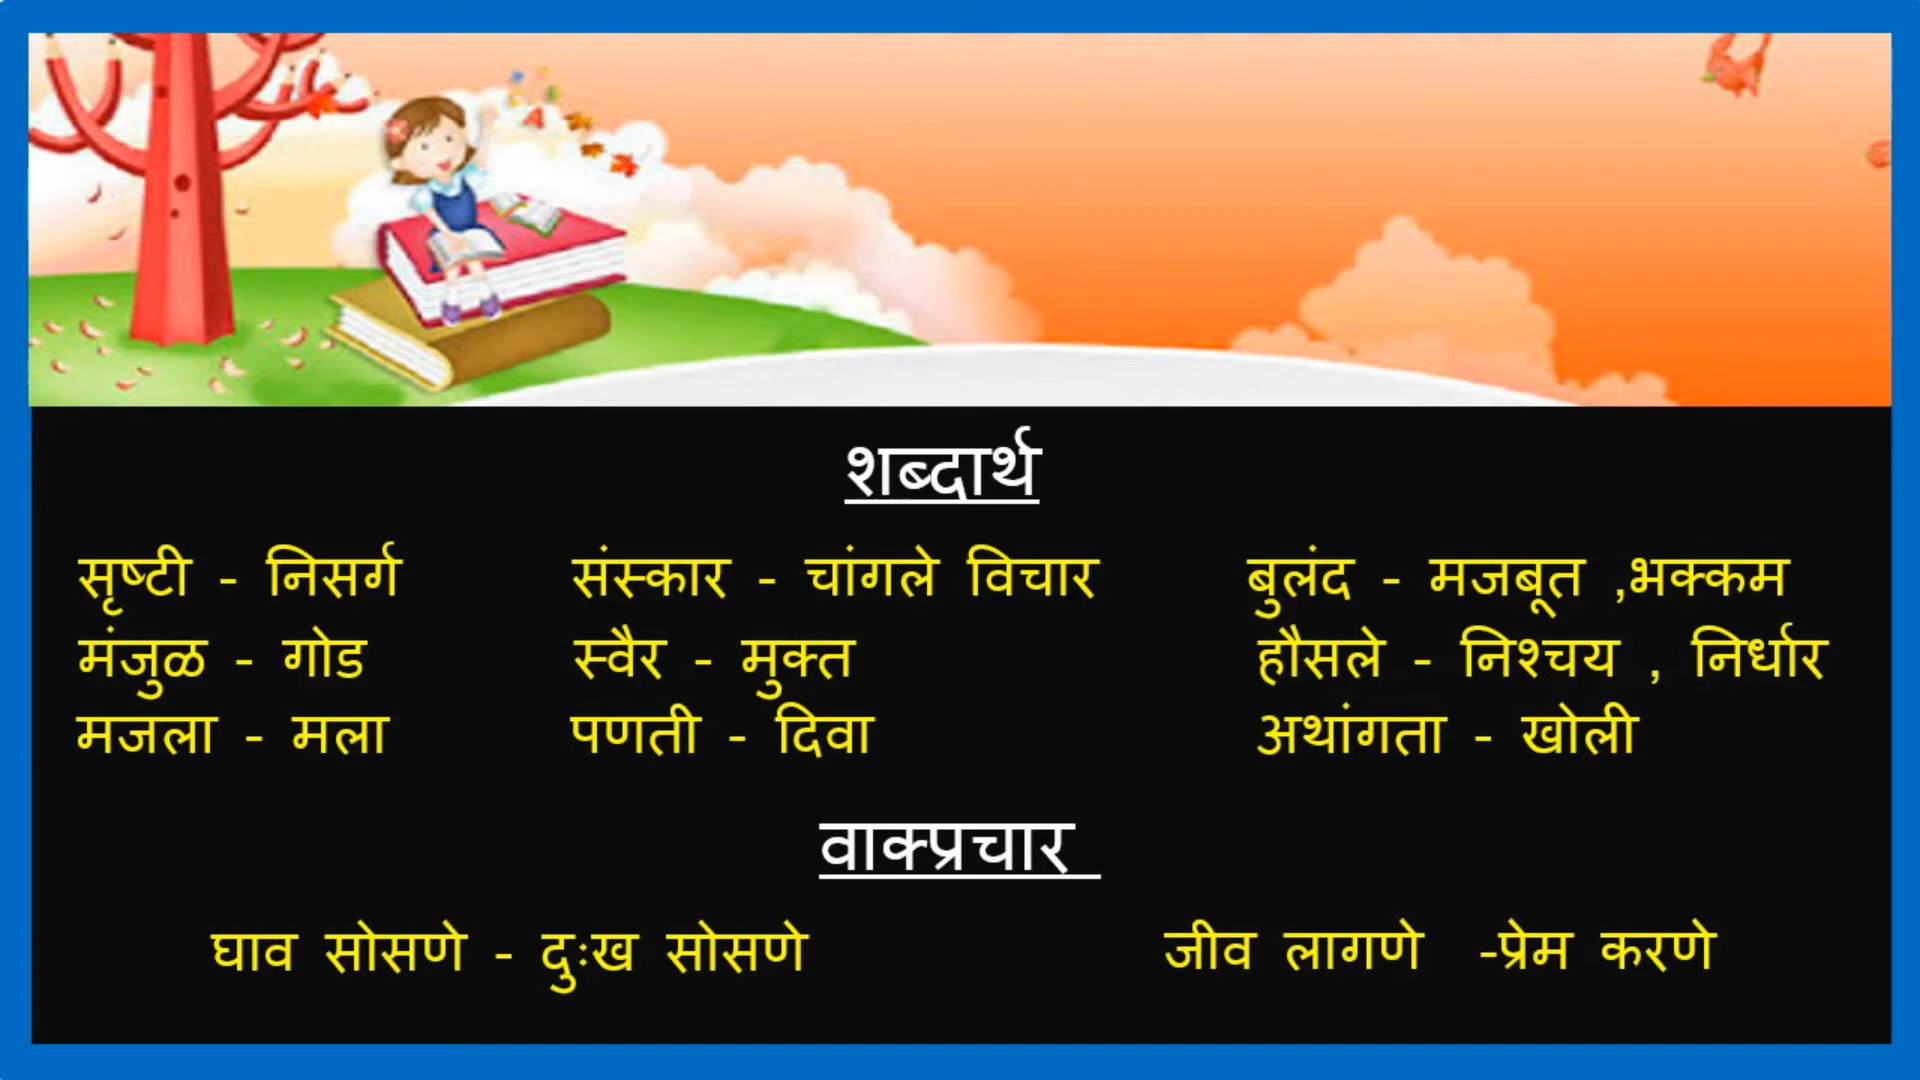 शब्दार्थ
सृष्टी - निसर्ग संस्कार - चांगले विचार बुलंद - मजबूत ,भक्कम
मंजुळ - गोड स्वैर - मुक्त हौसले - निश्चय , निर्धार
मजला - मला पणती - दिवा अथांगता - खोली
वाक्प्रचार
घाव सोसणे - दुःख सोसणे जीव लागणे -प्रेम करणे